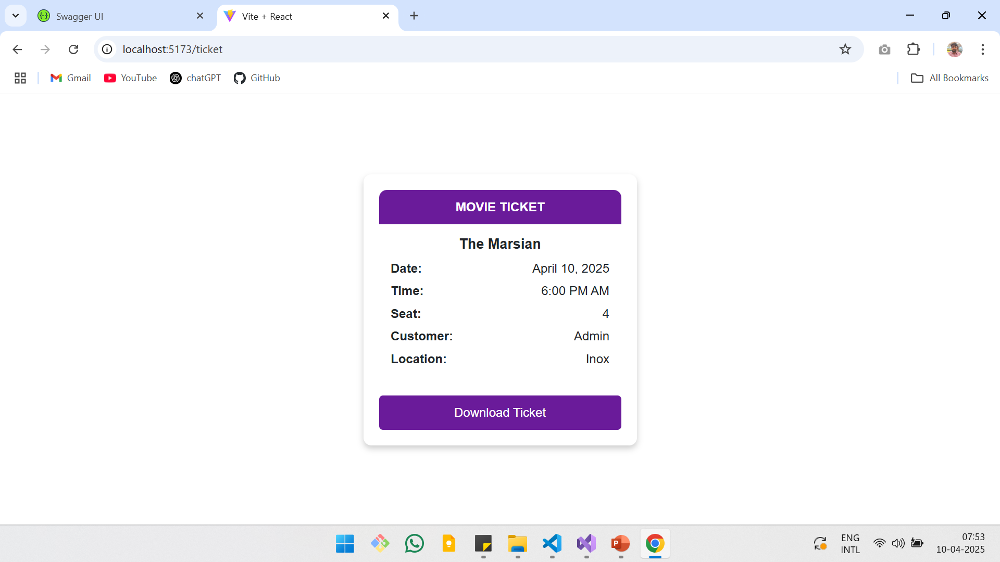 Swagger UI
Vite + React
localhost:5173/ticket
Gmail
YouTube
chatGPT
GitHub
All Bookmarks
MOVIE TICKET
The Marsian
Date: April 10, 2025
Time: 6:00 PM AM
Seat: 4
Customer: Admin
Location: Inox
Download Ticket
P
ENG
INTL
07:53
10-04-2025